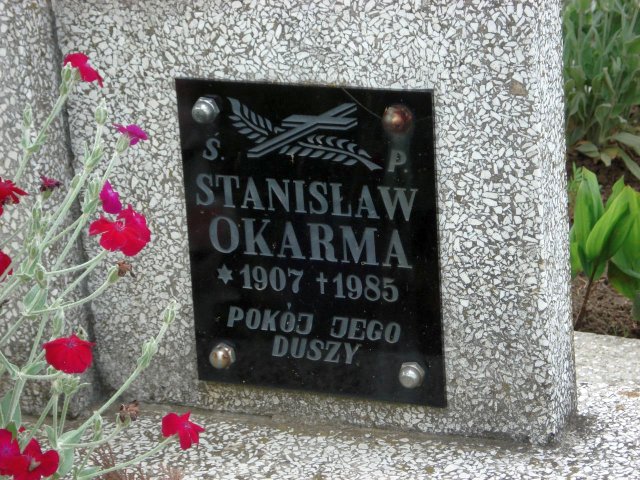 Ś. P
STANISŁAW
OKARMA
✶ 1907 † 1985
POKÓJ JEGO
DUSZY